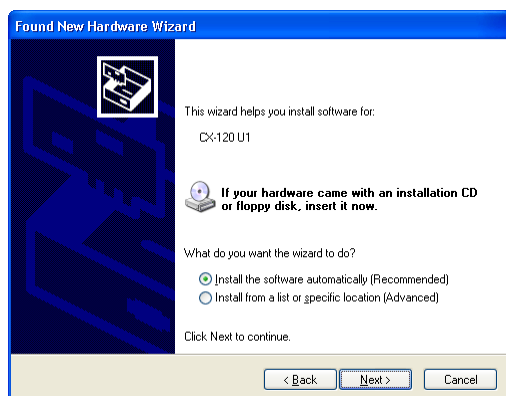 Found New Hardware Wizard
This wizard helps you install software for:
CX-120 U1
If your hardware came with an installation CD
or floppy disk, insert it now.
What do you want the wizard to do?
Install the software automatically (Recommended)
Install from a list or specific location (Advanced)
Click Next to continue.
< Back Next > Cancel